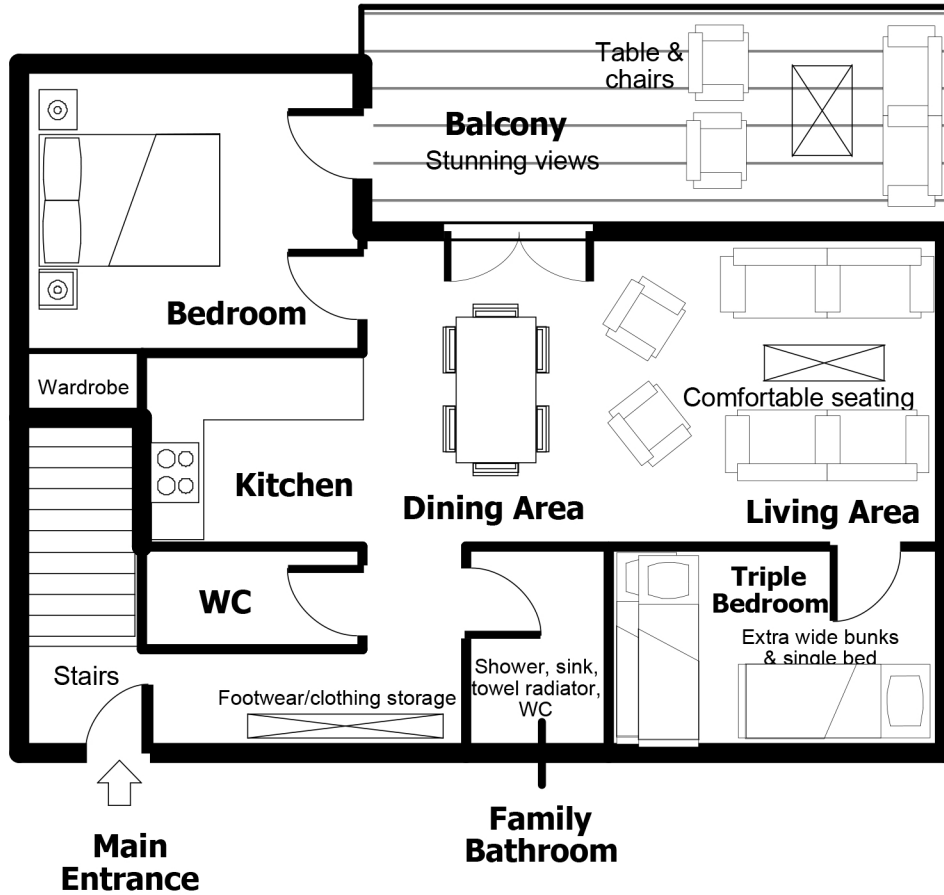 Table &
chairs
Balcony
Stunning views
Bedroom
Wardrobe
Comfortable seating
Kitchen
Dining Area
Living Area
WC
Triple
Bedroom
Extra wide bunks
& single bed
Stairs
Shower, sink,
towel radiator,
WC
Footwear/clothing storage
Family
Bathroom
Main
Entrance